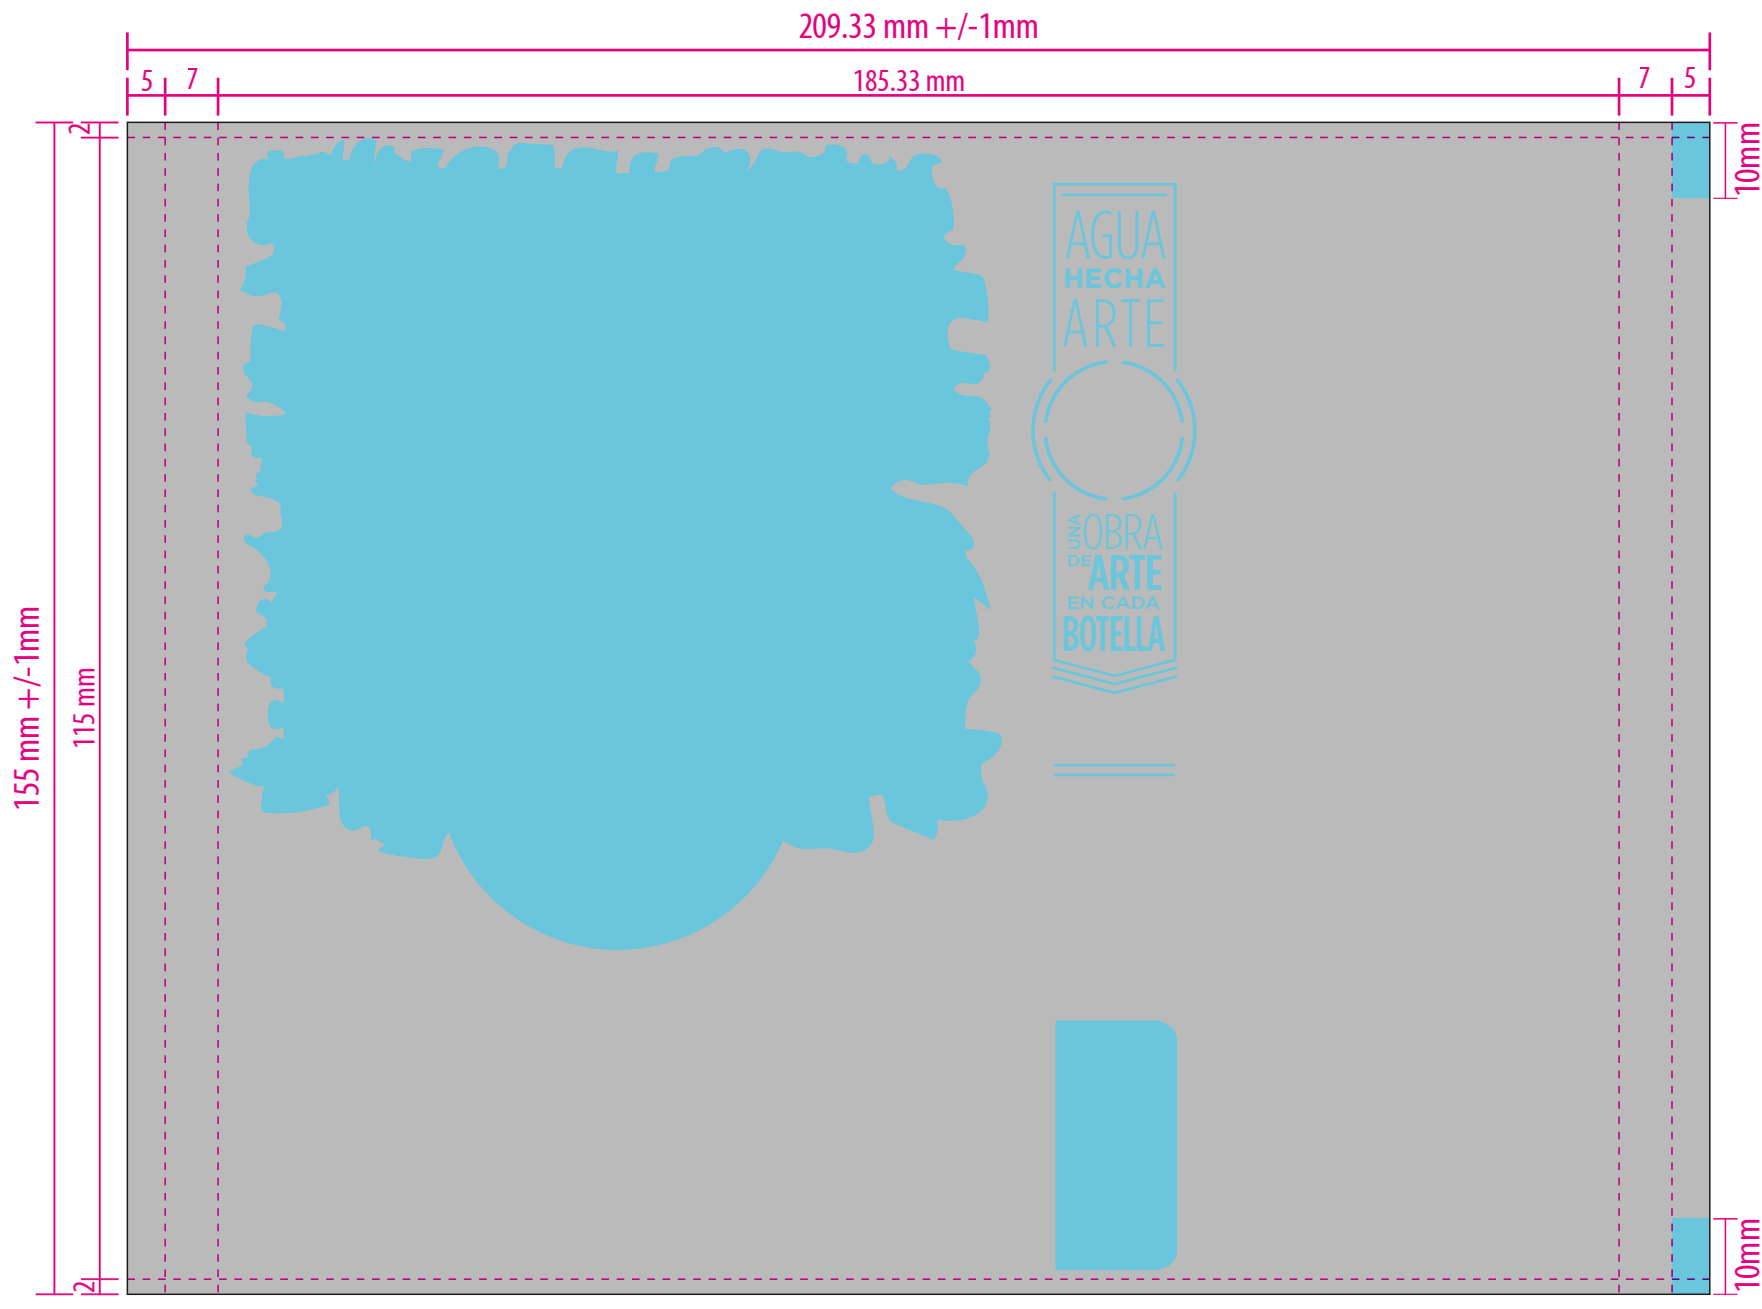 209.33 mm +/-1mm
5
7
185.33 mm
7
5
2
10mm
AGUA
HECHA
ARTE
UNA OBRA
DE ARTE
EN CADA
BOTELLA
155 mm +/-1mm
115 mm
2
10mm